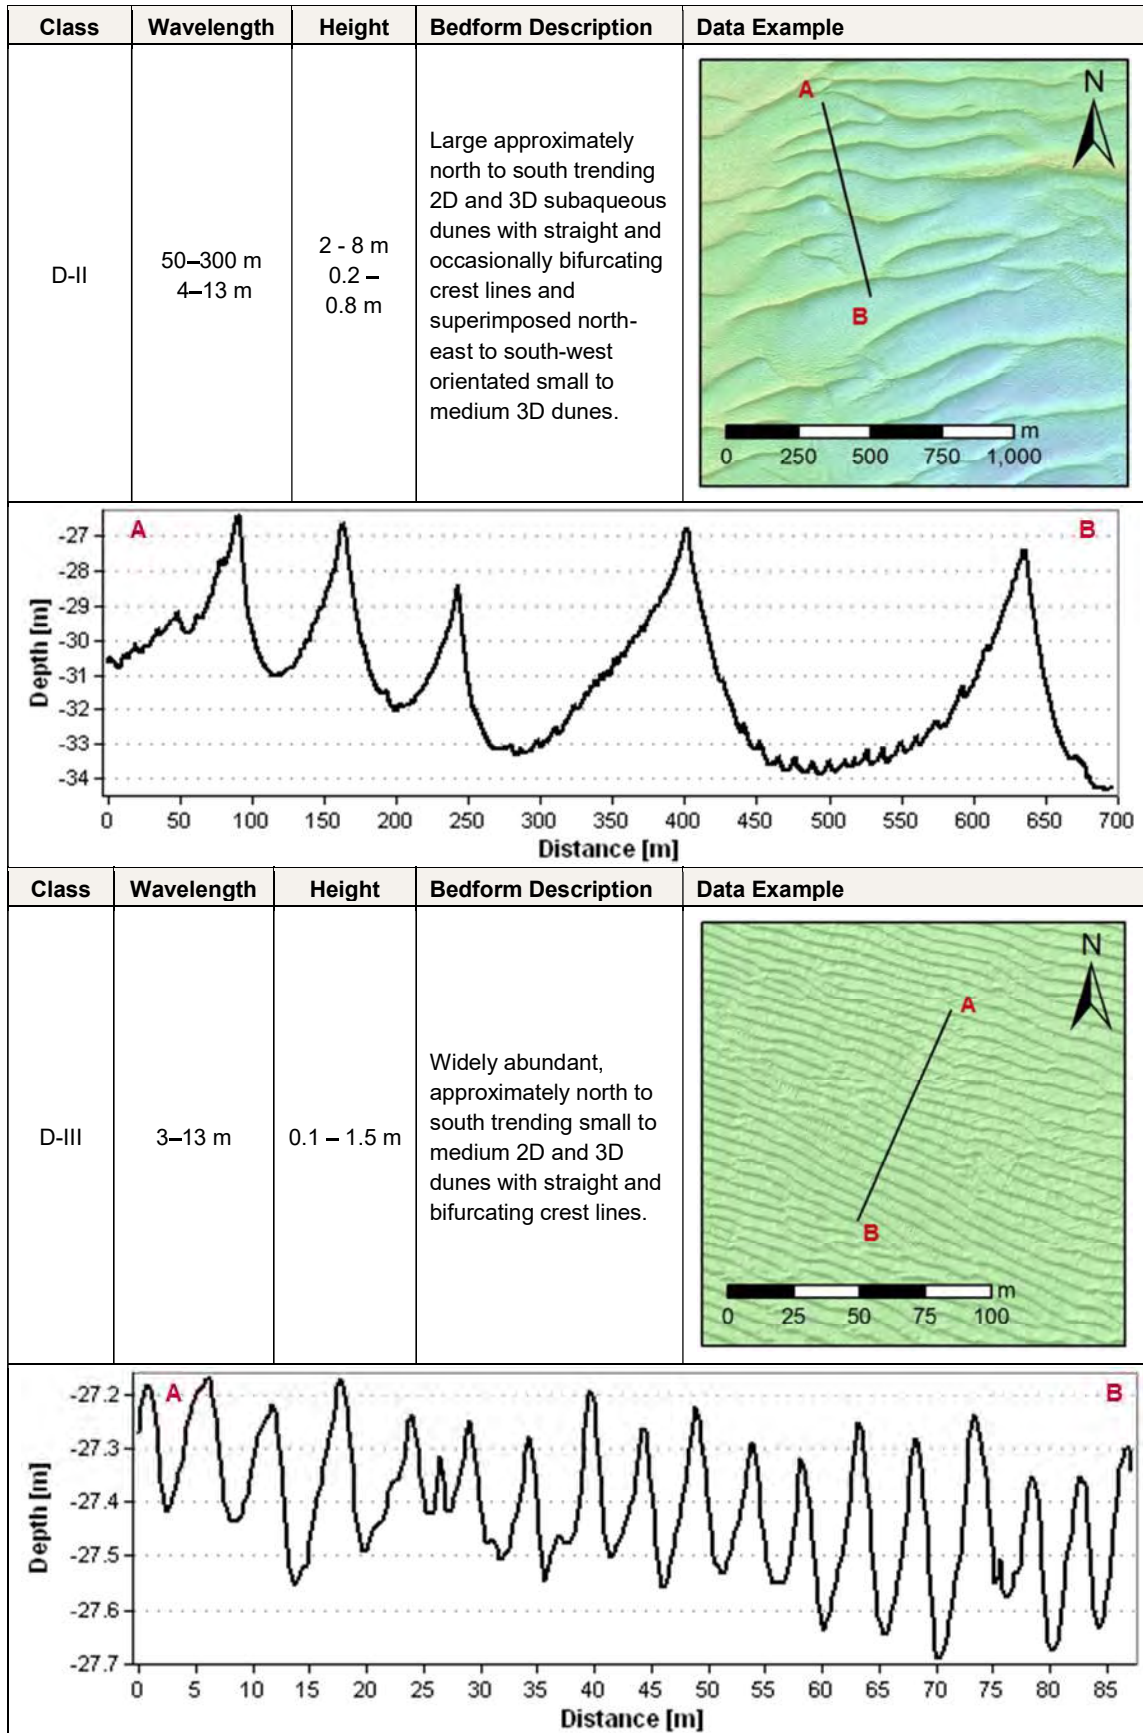 Class Wavelength Height Bedform Description Data Example
D-II
50–300 m
4–13 m
2 - 8 m
0.2 –
0.8 m
Large approximately
north to south trending
2D and 3D subaqueous
dunes with straight and
occasionally bifurcating
crest lines and
superimposed north-
east to south-west
orientated small to
medium 3D dunes.
A
N
B
m
0 250 500 750 1,000
A B
Depth [m]
-27
-28
-29
-30
-31
-32
-33
-34
0 50 100 150 200 250 300 350 400 450 500 550 600 650 700
Distance [m]
Class Wavelength Height Bedform Description Data Example
D-III
3–13 m
0.1 – 1.5 m
Widely abundant,
approximately north to
south trending small to
medium 2D and 3D
dunes with straight and
bifurcating crest lines.
N
A
B
m
0 25 50 75 100
A B
Depth [m]
-27.2
-27.3
-27.4
-27.5
-27.6
-27.7
0 5 10 15 20 25 30 35 40 45 50 55 60 65 70 75 80 85
Distance [m]